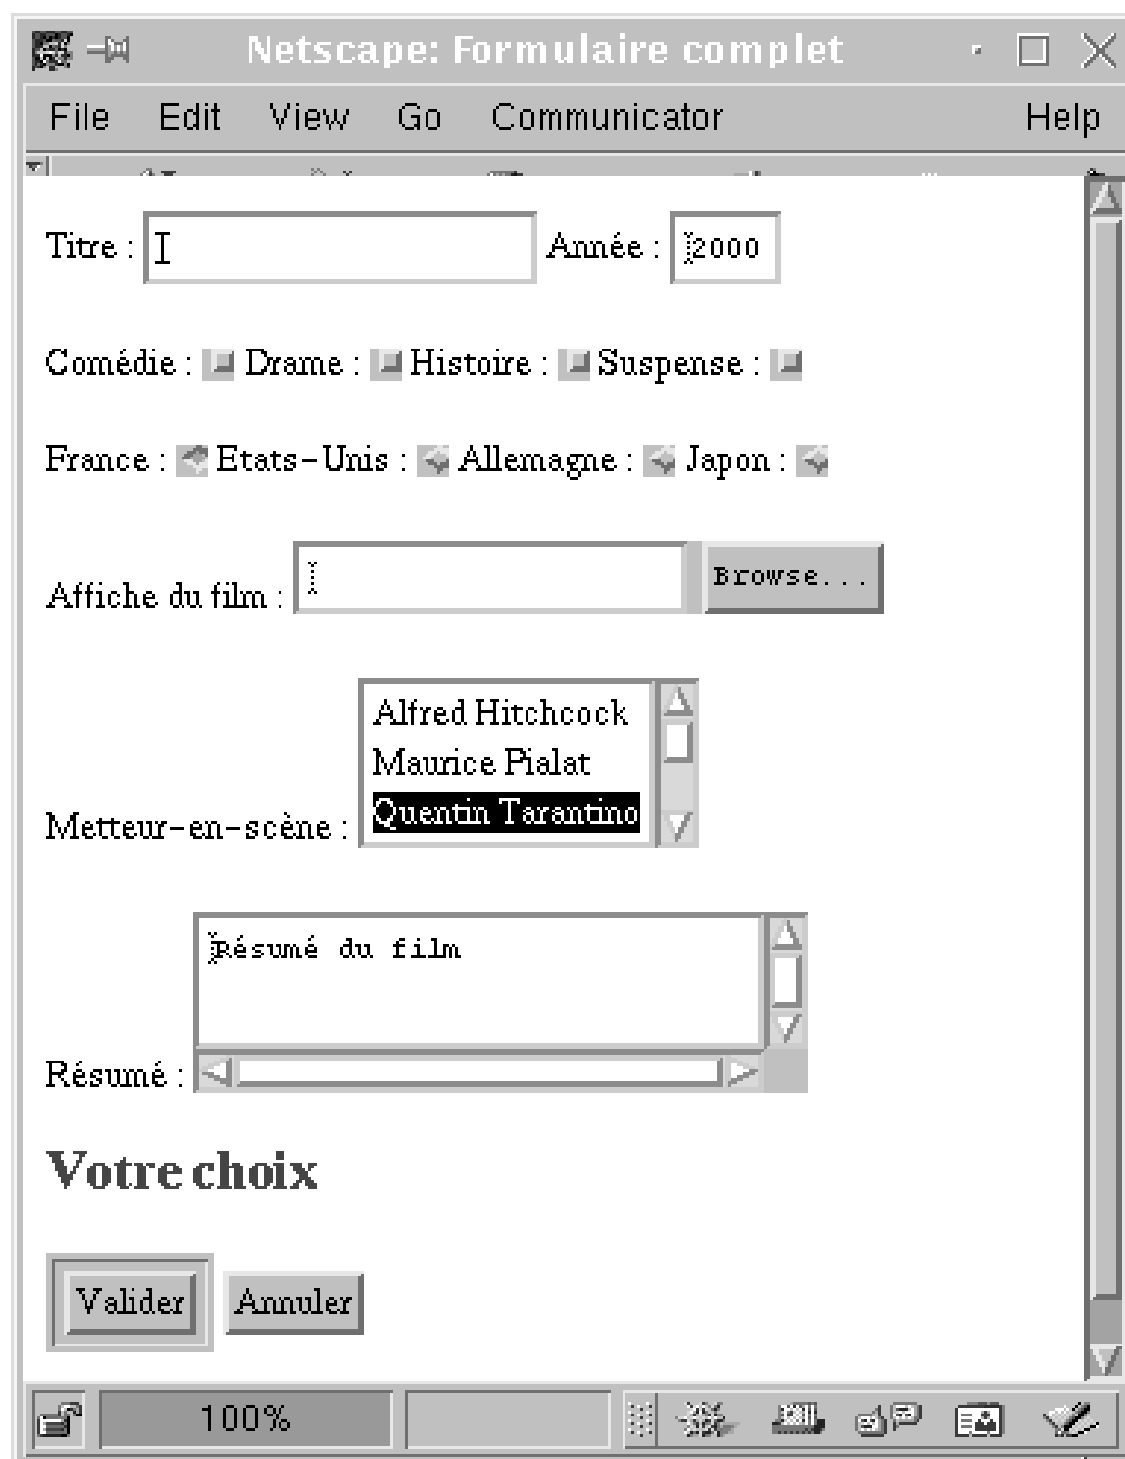 Netscape: Formulaire complet
File Edit View Go Communicator Help
Titre : Année : 2000
Comédie : Drame : Histoire : Suspense :
France : Etats-Unis : Allemagne : Japon :
Affiche du film : Browse...
Alfred Hitchcock
Maurice Pialat
Quentin Tarantino
Metteur-en-scène :
Résumé du film
Résumé :
Votre choix
Valider Annuler
100%